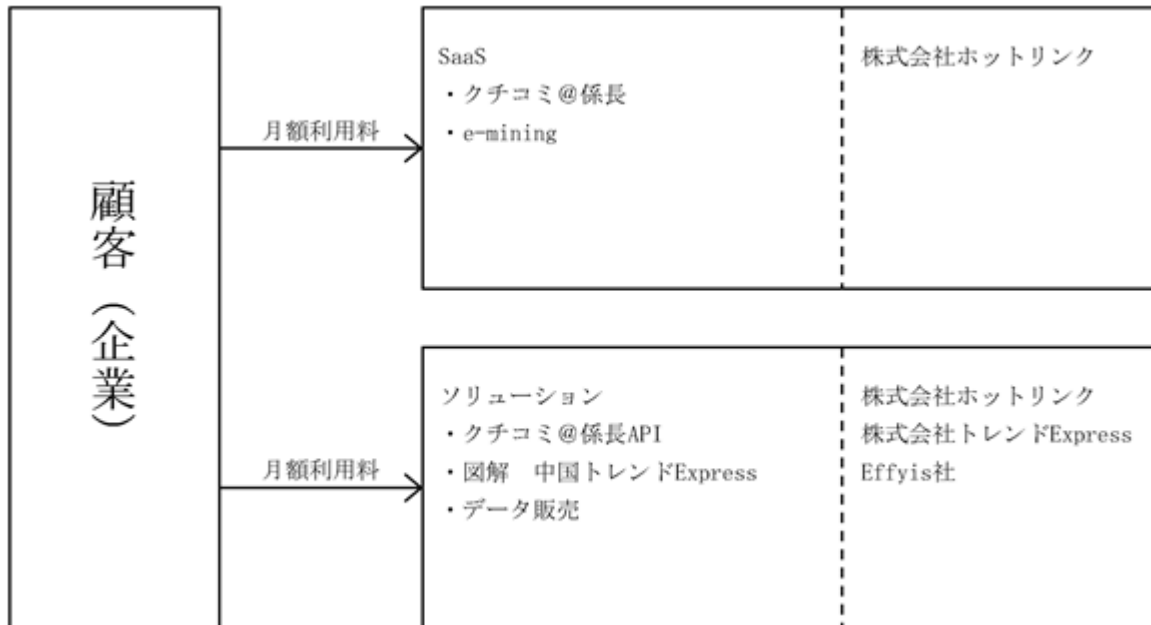 顧客（企業）
月額利用料
SaaS
・クチコミ@係長
・e-mining
株式会社ホットリンク
月額利用料
ソリューション
・クチコミ@係長API
・図解　中国トレンドExpress
・データ販売
株式会社ホットリンク
株式会社トレンドExpress
Effyis社